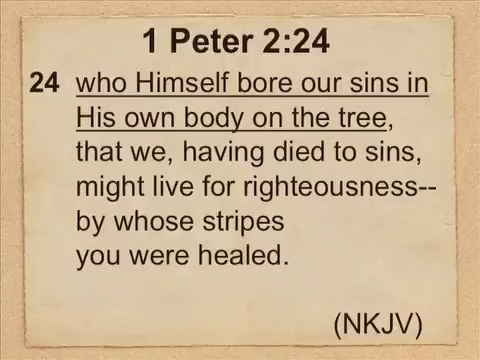 1 Peter 2:24
24 who Himself bore our sins in
His own body on the tree,
that we, having died to sins,
might live for righteousness--
by whose stripes
you were healed.
(NKJV)